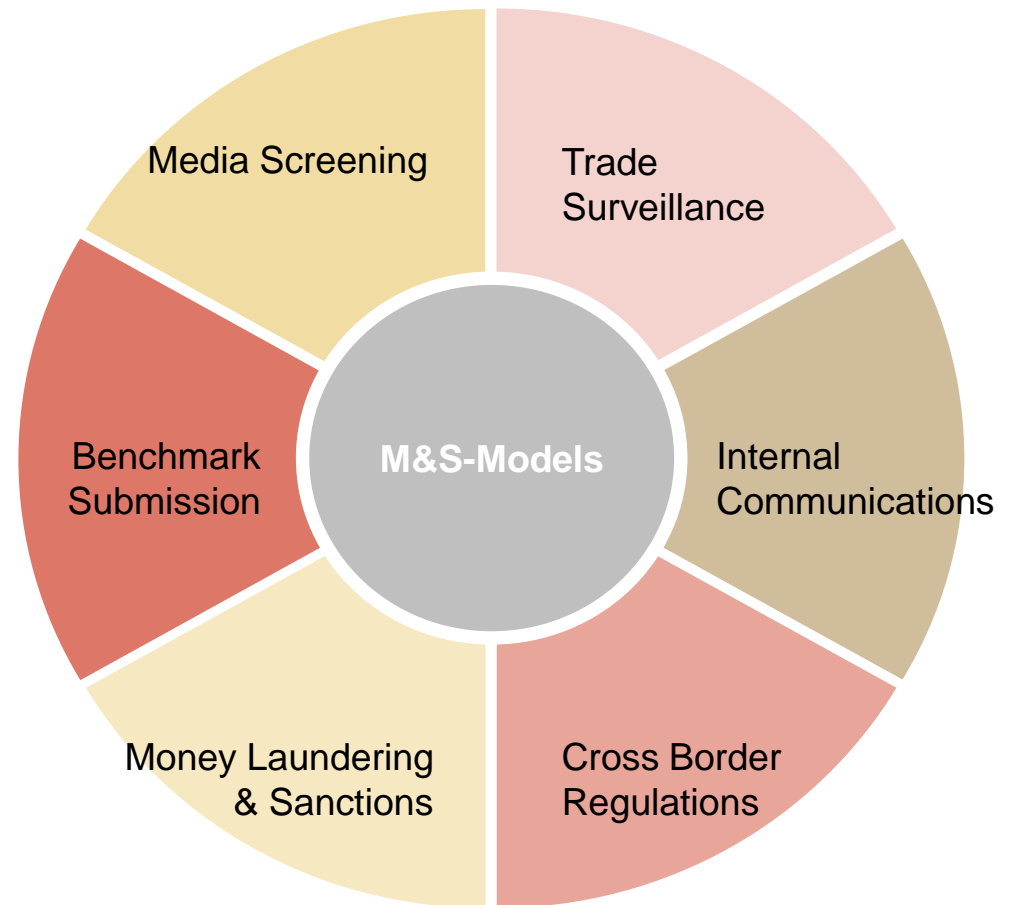 Media Screening
Trade
Surveillance
Benchmark
Submission
M&S-Models
Internal
Communications
Money Laundering
& Sanctions
Cross Border
Regulations